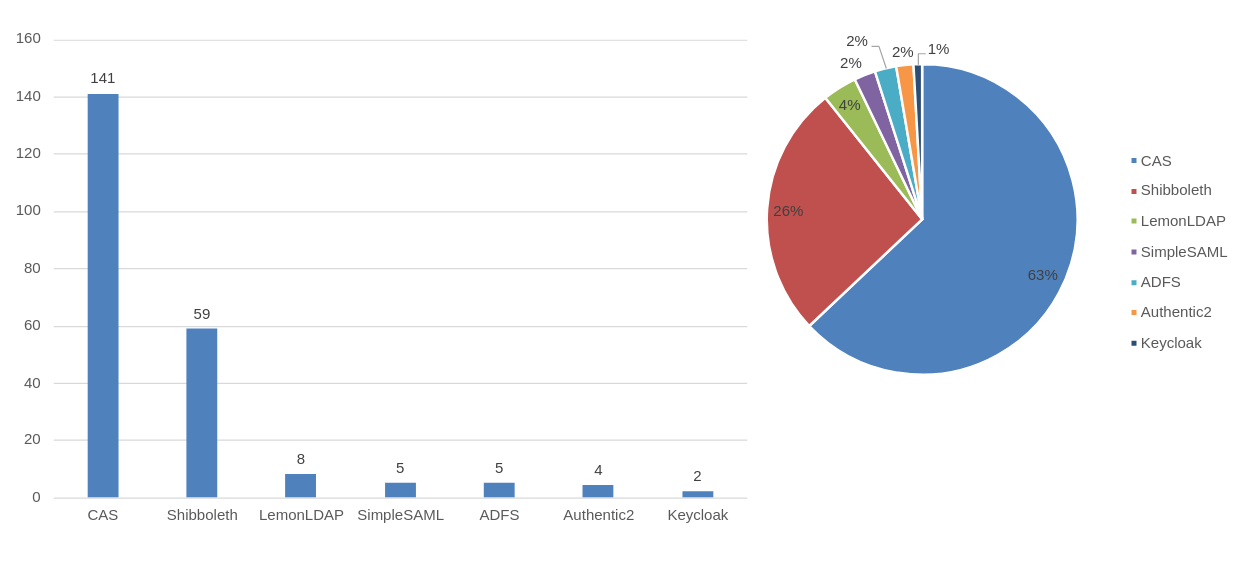 160
140
120
100
80
60
40
20
0
141
59
8
5
5
4
2
CAS Shibboleth LemonLDAP SimpleSAML ADFS Authentic2 Keycloak
2%
2%
2%
1%
4%
26%
63%
CAS
Shibboleth
LemonLDAP
SimpleSAML
ADFS
Authentic2
Keycloak